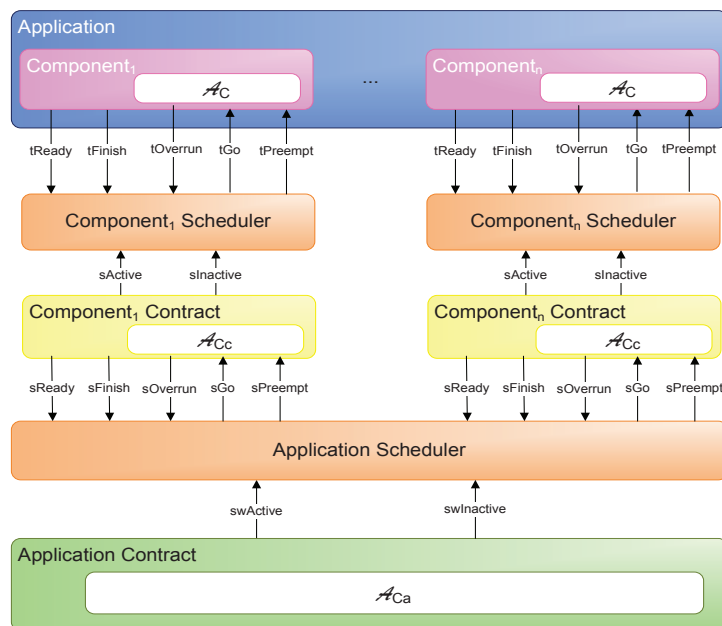 Application
Component₁
Componentₙ
...
𝒜C
𝒜C
tReady tFinish tOverrun tGo tPreempt
tReady tFinish tOverrun tGo tPreempt
Component₁ Scheduler
Componentₙ Scheduler
sActive sInactive
sActive sInactive
Component₁ Contract
Componentₙ Contract
𝒜Cc
𝒜Cc
sReady sFinish sOverrun sGo sPreempt
sReady sFinish sOverrun sGo sPreempt
Application Scheduler
swActive swInactive
Application Contract
𝒜Ca